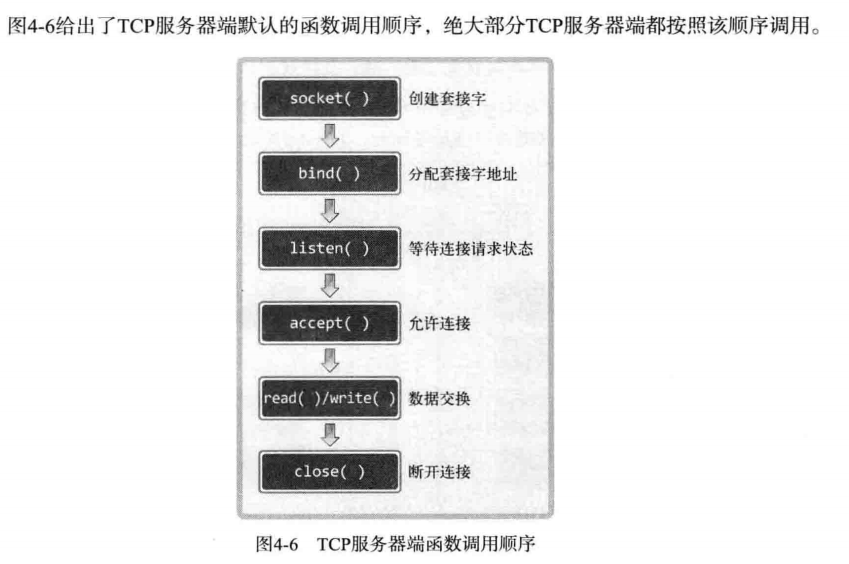 图4-6给出了TCP服务器端默认的函数调用顺序，绝大部分TCP服务器端都按照该顺序调用。
socket( ) 创建套接字
bind( ) 分配套接字地址
listen( ) 等待连接请求状态
accept( ) 允许连接
read( )/write( ) 数据交换
close( ) 断开连接
图4-6 TCP服务器端函数调用顺序